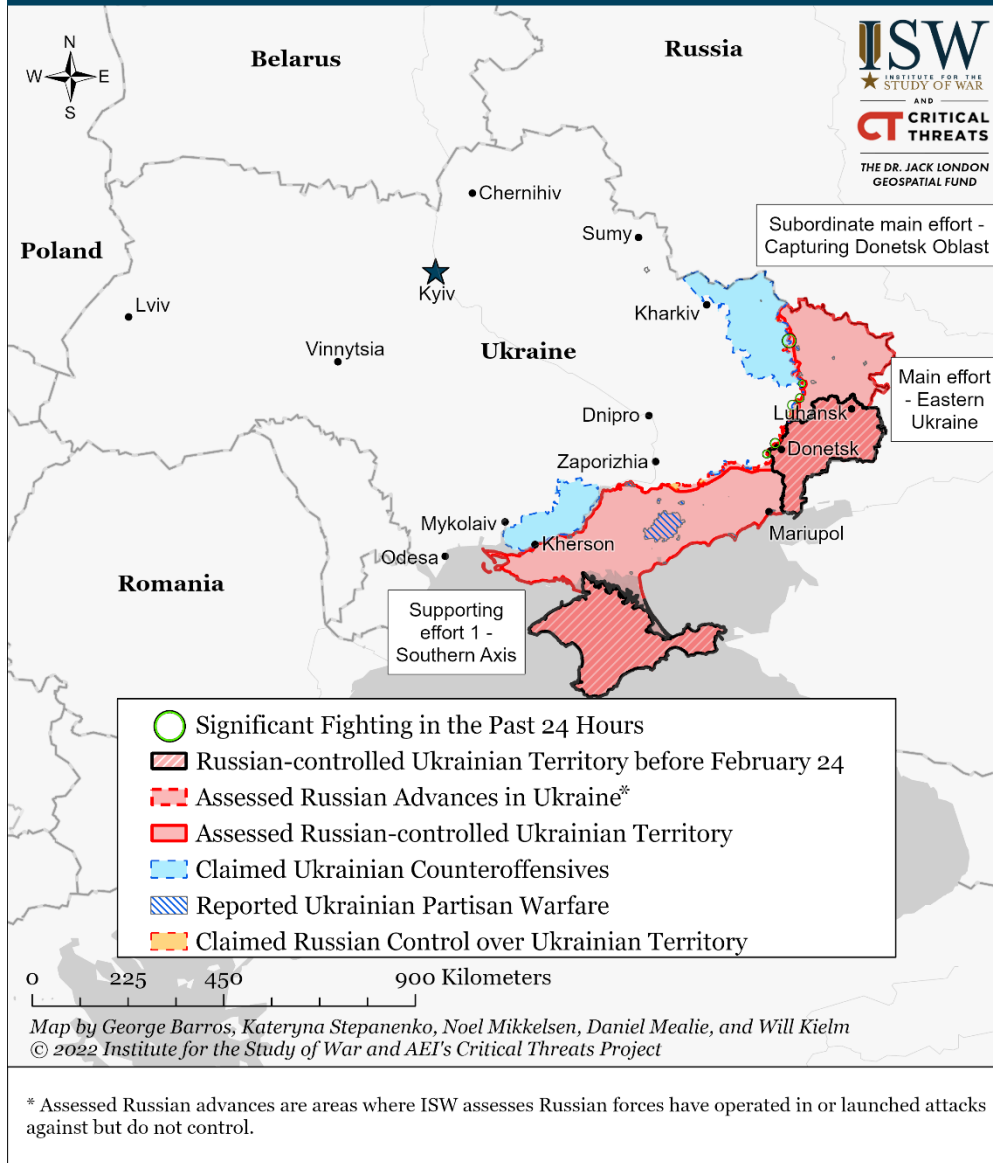 N
W E
S
Belarus
Russia
ISW
INSTITUTE FOR THE
STUDY OF WAR
AND
CT CRITICAL
THREATS
THE DR. JACK LONDON
GEOSPATIAL FUND
Chernihiv
Subordinate main effort -
Capturing Donetsk Oblast
Sumy
Poland
Kyiv
Lviv
Kharkiv
Vinnytsia
Ukraine
Main effort
- Eastern
Ukraine
Dnipro
Luhansk
Donetsk
Zaporizhia
Mykolaiv
Mariupol
Kherson
Odesa
Romania
Supporting
effort 1 -
Southern Axis
Significant Fighting in the Past 24 Hours
Russian-controlled Ukrainian Territory before February 24
Assessed Russian Advances in Ukraine*
Assessed Russian-controlled Ukrainian Territory
Claimed Ukrainian Counteroffensives
Reported Ukrainian Partisan Warfare
Claimed Russian Control over Ukrainian Territory
0 225 450 900 Kilometers
Map by George Barros, Kateryna Stepanenko, Noel Mikkelsen, Daniel Mealie, and Will Kielm
© 2022 Institute for the Study of War and AEI's Critical Threats Project
* Assessed Russian advances are areas where ISW assesses Russian forces have operated in or launched attacks
against but do not control.